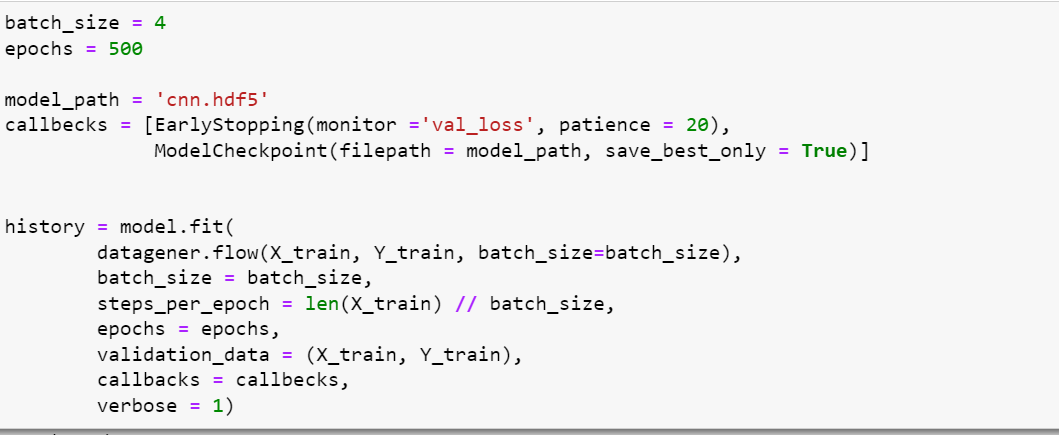 batch_size = 4
epochs = 500
model_path = 'cnn.hdf5'
callbecks = [EarlyStopping(monitor ='val_loss', patience = 20),
ModelCheckpoint(filepath = model_path, save_best_only = True)]
history = model.fit(
datagener.flow(X_train, Y_train, batch_size=batch_size),
batch_size = batch_size,
steps_per_epoch = len(X_train) // batch_size,
epochs = epochs,
validation_data = (X_train, Y_train),
callbacks = callbecks,
verbose = 1)